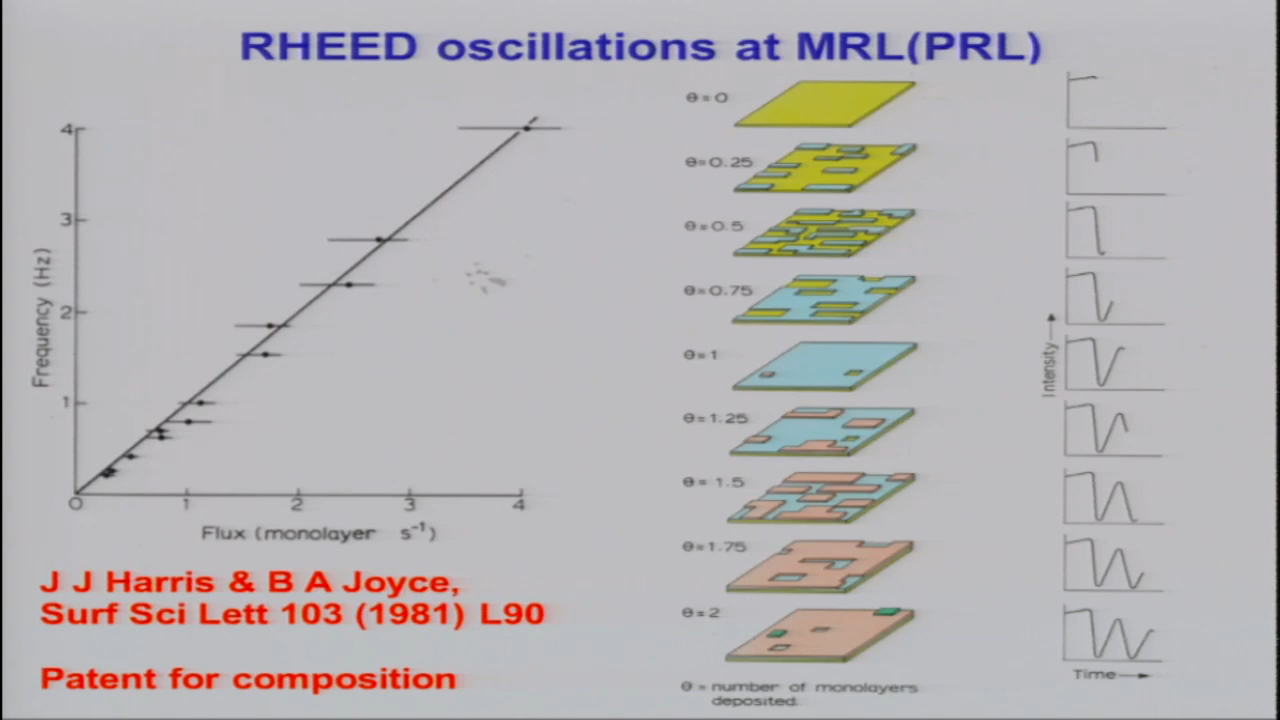 RHEED oscillations at MRL(PRL)
4
3
2
1
0
1
2
3
4
Frequency (Hz)
Flux (monolayer s⁻¹)
J J Harris & B A Joyce,
Surf Sci Lett 103 (1981) L90
Patent for composition
θ=0
θ=0.25
θ=0.5
θ=0.75
θ=1
θ=1.25
θ=1.5
θ=1.75
θ=2
θ = number of monolayers
deposited.
Intensity
Time